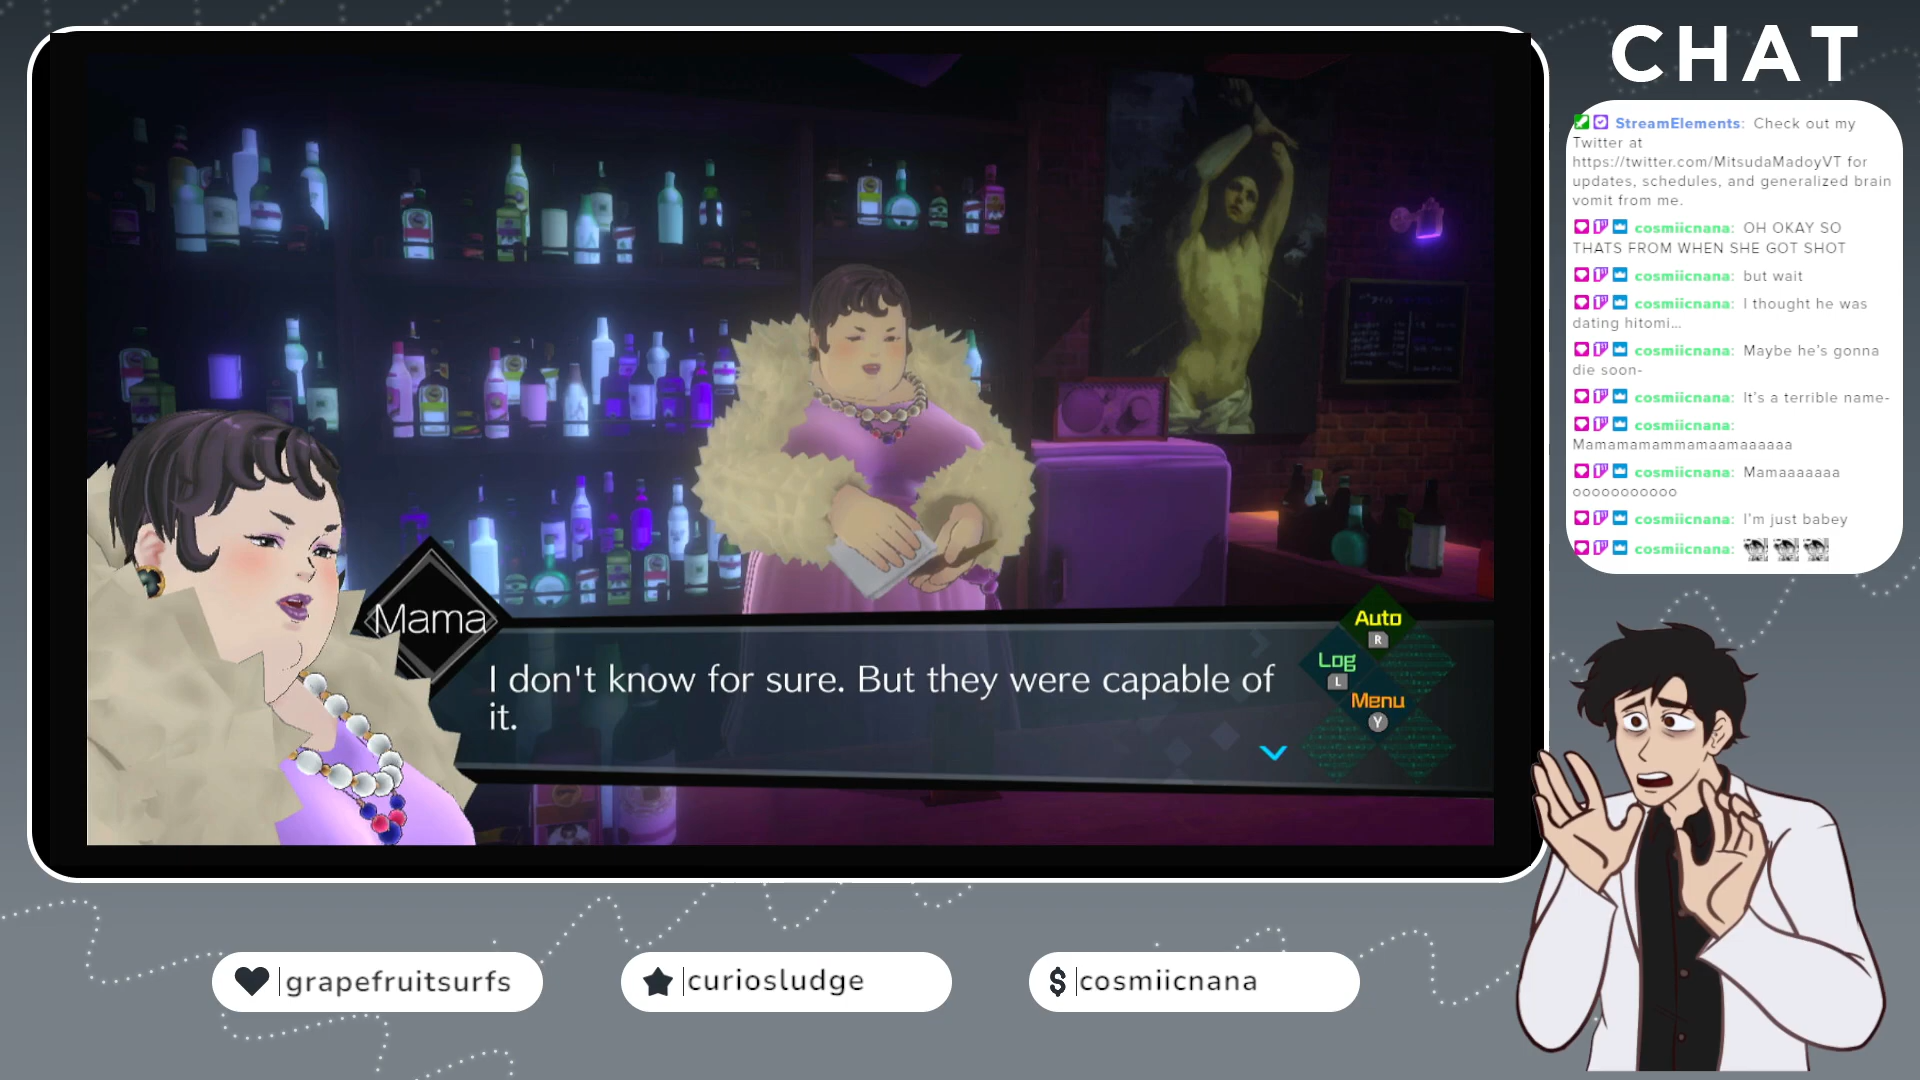 CHAT
StreamElements: Check out my
Twitter at
https://twitter.com/MitsudaMadoyVT for
updates, schedules, and generalized brain
vomit from me.
cosmiicnana: OH OKAY SO
THATS FROM WHEN SHE GOT SHOT
cosmiicnana: but wait
cosmiicnana: I thought he was
dating hitomi...
cosmiicnana: Maybe he's gonna
die soon-
cosmiicnana: It's a terrible name-
cosmiicnana:
Mamamamammamaamaaaaaa
cosmiicnana: Mamaaaaaaa
ooooooooooo
cosmiicnana: I'm just babey
cosmiicnana:
Mama
I don't know for sure. But they were capable of
it.
Auto
R
Log
L
Menu
Y
grapefruitsurfs
curiosludge
$ cosmiicnana